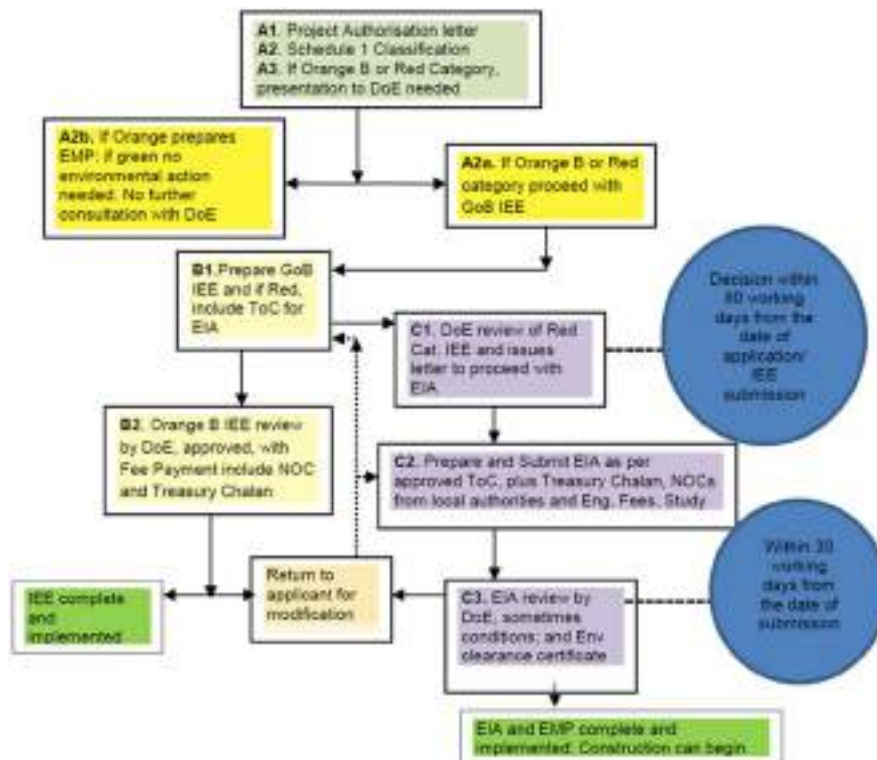 A1. Project Authorisation letter
A2. Schedule 1 Classification
A3. If Orange B or Red Category,
presentation to DoE needed
A2b. If Orange prepares
EMP; if green no
environmental action
needed. No further
consultation with DoE
A2a. If Orange B or Red
category proceed with
GoB IEE
B1.Prepare GoB
IEE and if Red,
include ToC for
EIA
C1. DoE review of Red
Cat. IEE and issues
letter to proceed with
EIA
Decision within
60 working
days from the
date of
application/
IEE
submission
B2. Orange B IEE review
by DoE, approved, with
Fee Payment include NOC
and Treasury Chalan
C2. Prepare and Submit EIA as per
approved ToC, plus Treasury Chalan, NOCs
from local authorities and Eng. Fees, Study
IEE complete
and
implemented
Return to
applicant for
modification
C3. EIA review by
DoE, sometimes
conditions; and Env
clearance certificate
Within 30
working
days from
the date of
submission
EIA and EMP complete and
implemented. Construction can begin